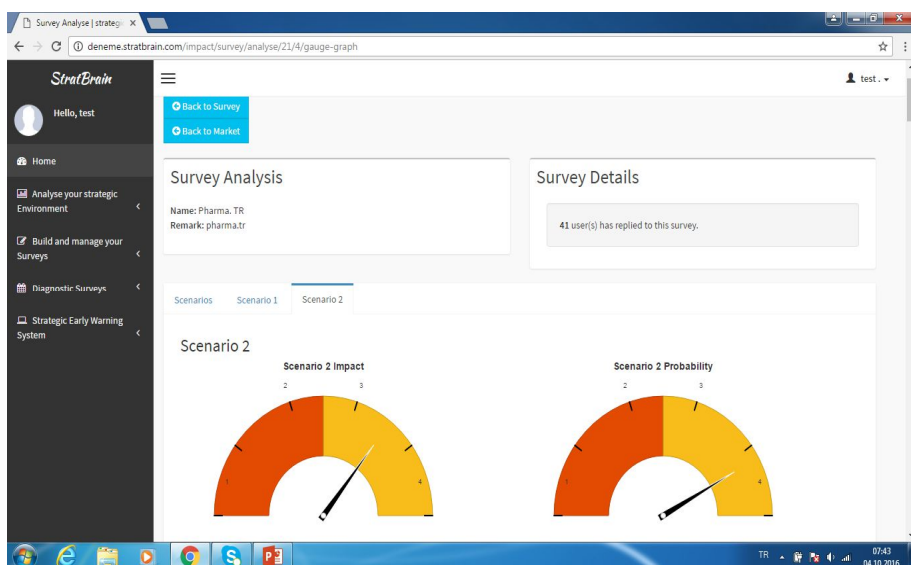 Survey Analyse | strateg
deneme.stratbrain.com/impact/survey/analyse/21/4/gauge-graph
StratBrain
test .
Hello, test
Back to Survey
Back to Market
Home
Analyse your strategic
Environment
Build and manage your
Surveys
Diagnostic Surveys
Strategic Early Warning
System
Survey Analysis
Name: Pharma. TR
Remark: pharma.tr
Survey Details
41 user(s) has replied to this survey.
Scenarios Scenario 1 Scenario 2
Scenario 2
Scenario 2 Impact
1 2 3 4
Scenario 2 Probability
1 2 3 4
TR 07:43
04.10.2016